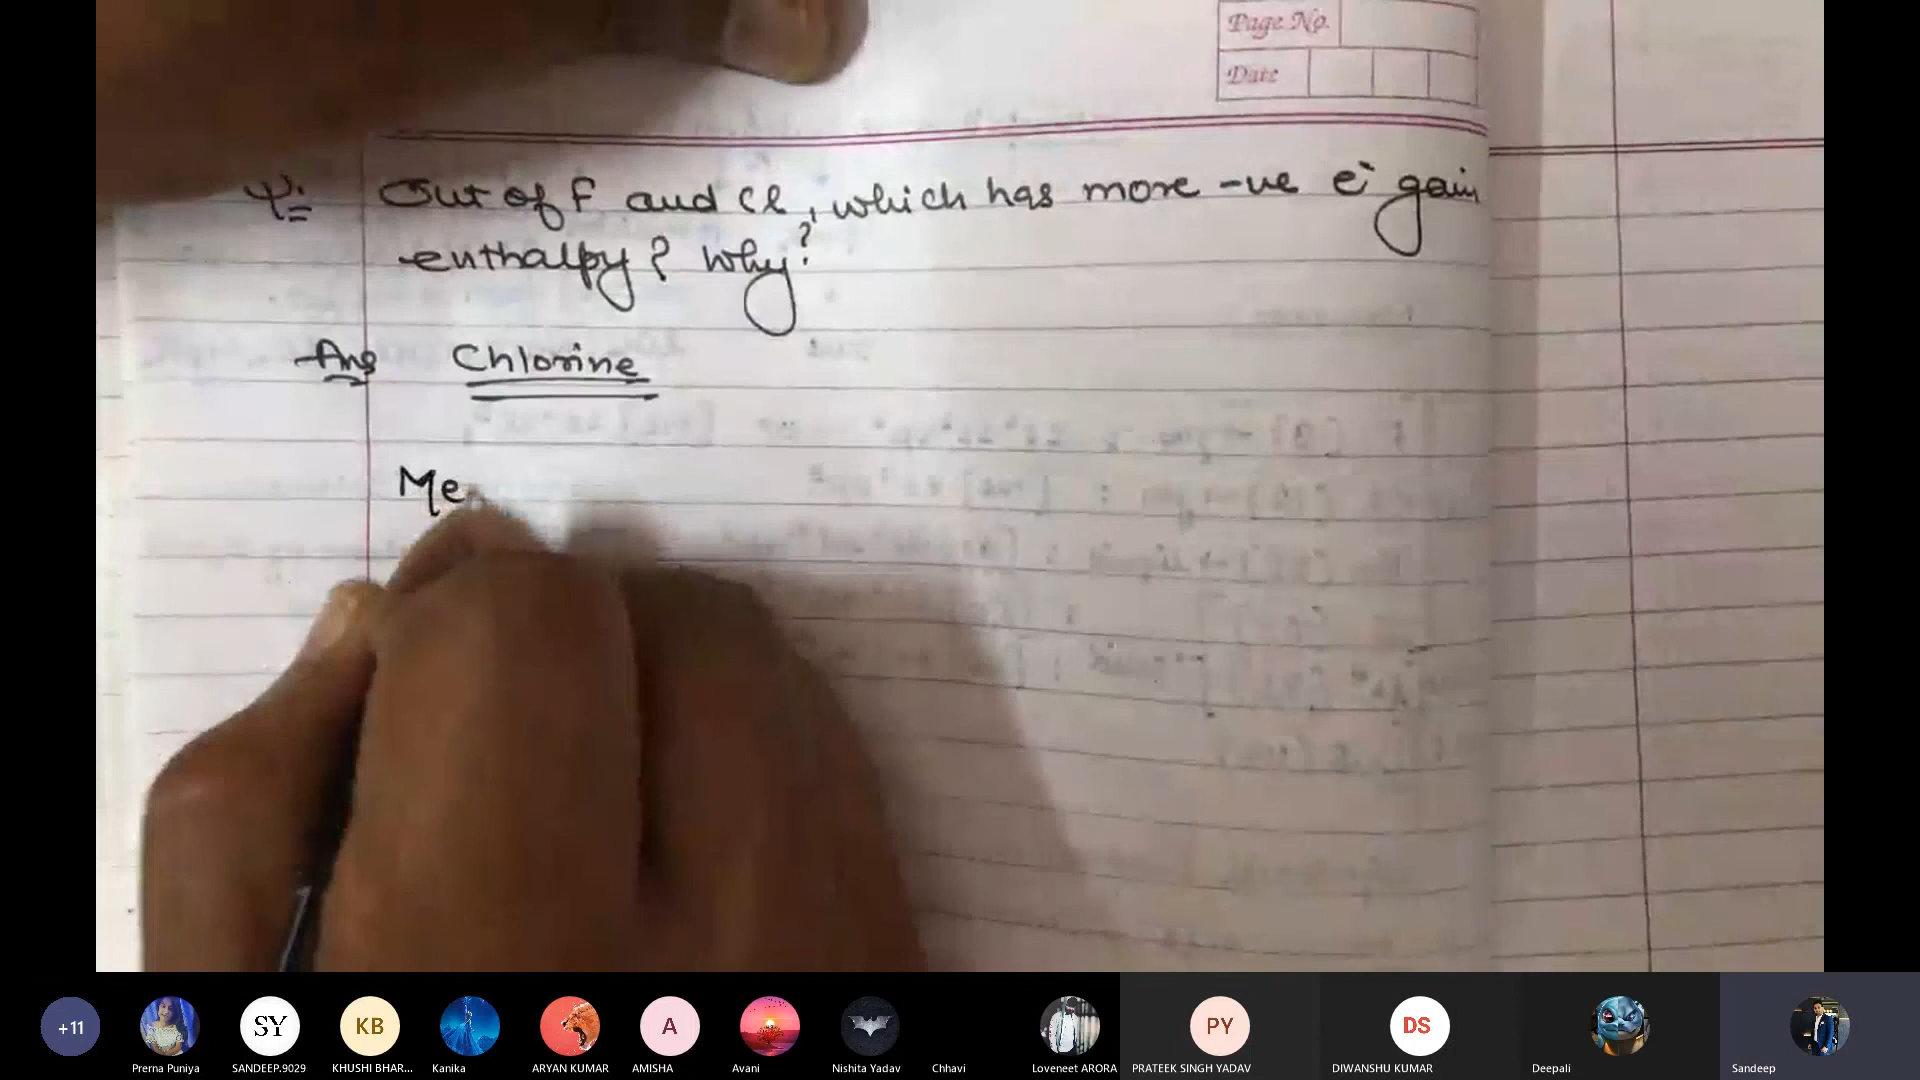 Page No.
Date
Out of F and Cl, which has more -ve e⁻ gain
enthalpy? Why?
Ans Chlorine
Me
+11
SY
KB
A
PY
DS
Prerna Puniya
SANDEEP.9029
KHUSHI BHAR...
Kanika
ARYAN KUMAR
AMISHA
Avani
Nishita Yadav
Chhavi
Loveneet ARORA
PRATEEK SINGH YADAV
DIWANSHU KUMAR
Deepali
Sandeep